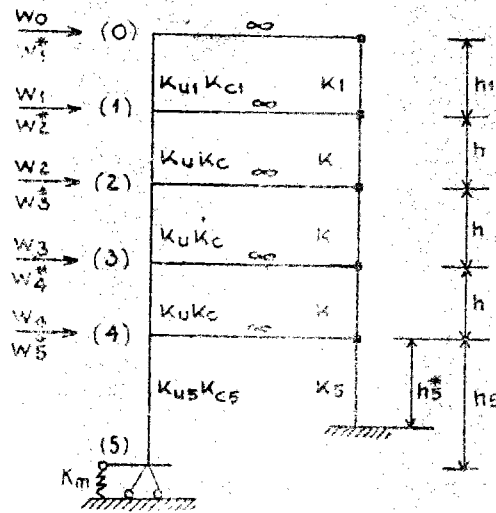 W0 (0) ∞
Ku1 Kc1 K1 h1
W1 (1) ∞
W2*
Ku Kc K h
W2 (2) ∞
W3*
Ku Kc K h
W3 (3) ∞
W4*
Ku Kc K h
W4 (4) ∞
W5*
Ku5 Kc5 K5 h5* h5
(5)
Km